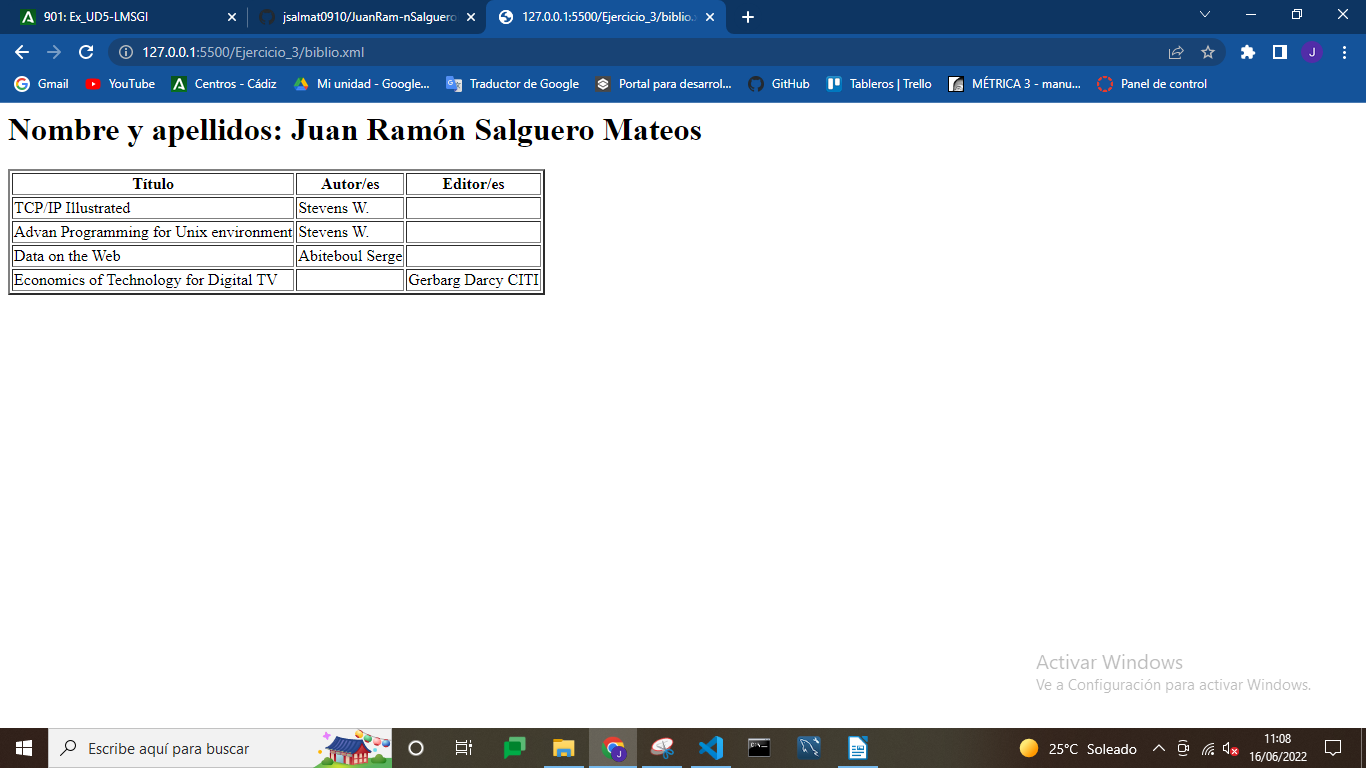 901: Ex_UD5-LMSGI
jsalmat0910/JuanRam-nSalguero
127.0.0.1:5500/Ejercicio_3/biblio.x
127.0.0.1:5500/Ejercicio_3/biblio.xml
J
Gmail
YouTube
Centros - Cádiz
Mi unidad - Google...
Traductor de Google
Portal para desarrol...
GitHub
Tableros | Trello
MÉTRICA 3 - manu...
Panel de control
Nombre y apellidos: Juan Ramón Salguero Mateos
Título Autor/es Editor/es
TCP/IP Illustrated Stevens W.
Advan Programming for Unix environment Stevens W.
Data on the Web Abiteboul Serge
Economics of Technology for Digital TV Gerbarg Darcy CITI
Activar Windows
Ve a Configuración para activar Windows.
Escribe aquí para buscar
25°C Soleado
11:08
16/06/2022